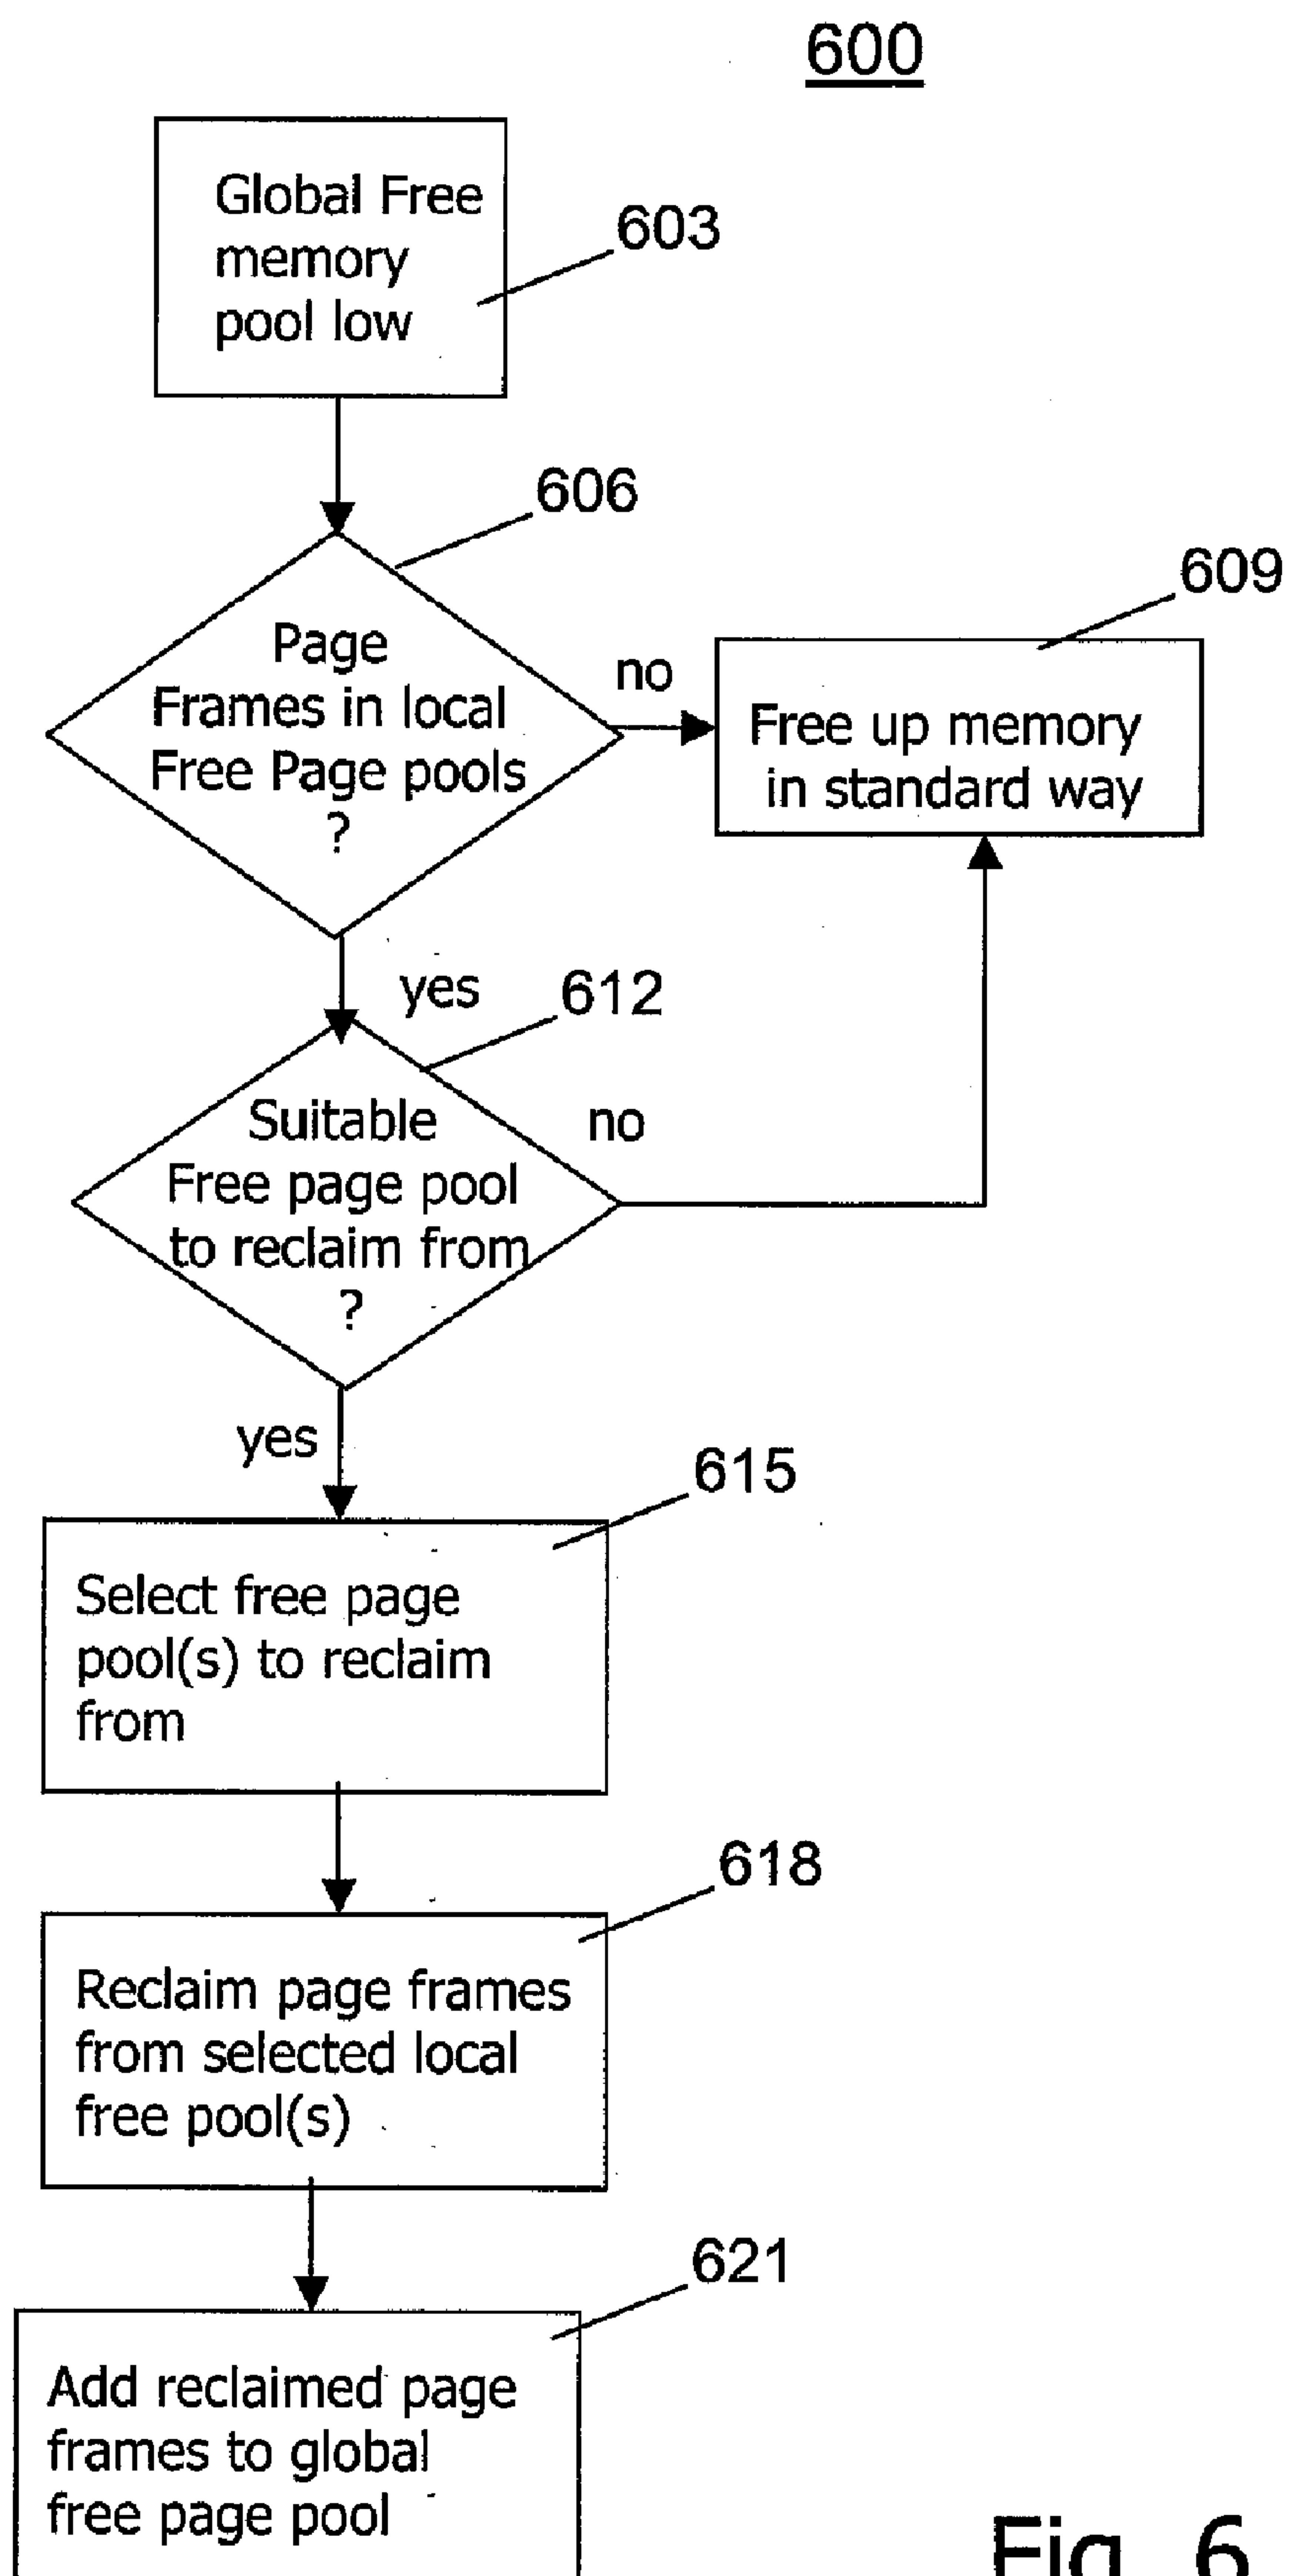 600
Global Free
memory
pool low
603
606
Page
Frames in local
Free Page pools
?
no
609
Free up memory
in standard way
yes
612
Suitable
Free page pool
to reclaim from
?
no
yes
615
Select free page
pool(s) to reclaim
from
618
Reclaim page frames
from selected local
free pool(s)
621
Add reclaimed page
frames to global
free page pool
Fig. 6